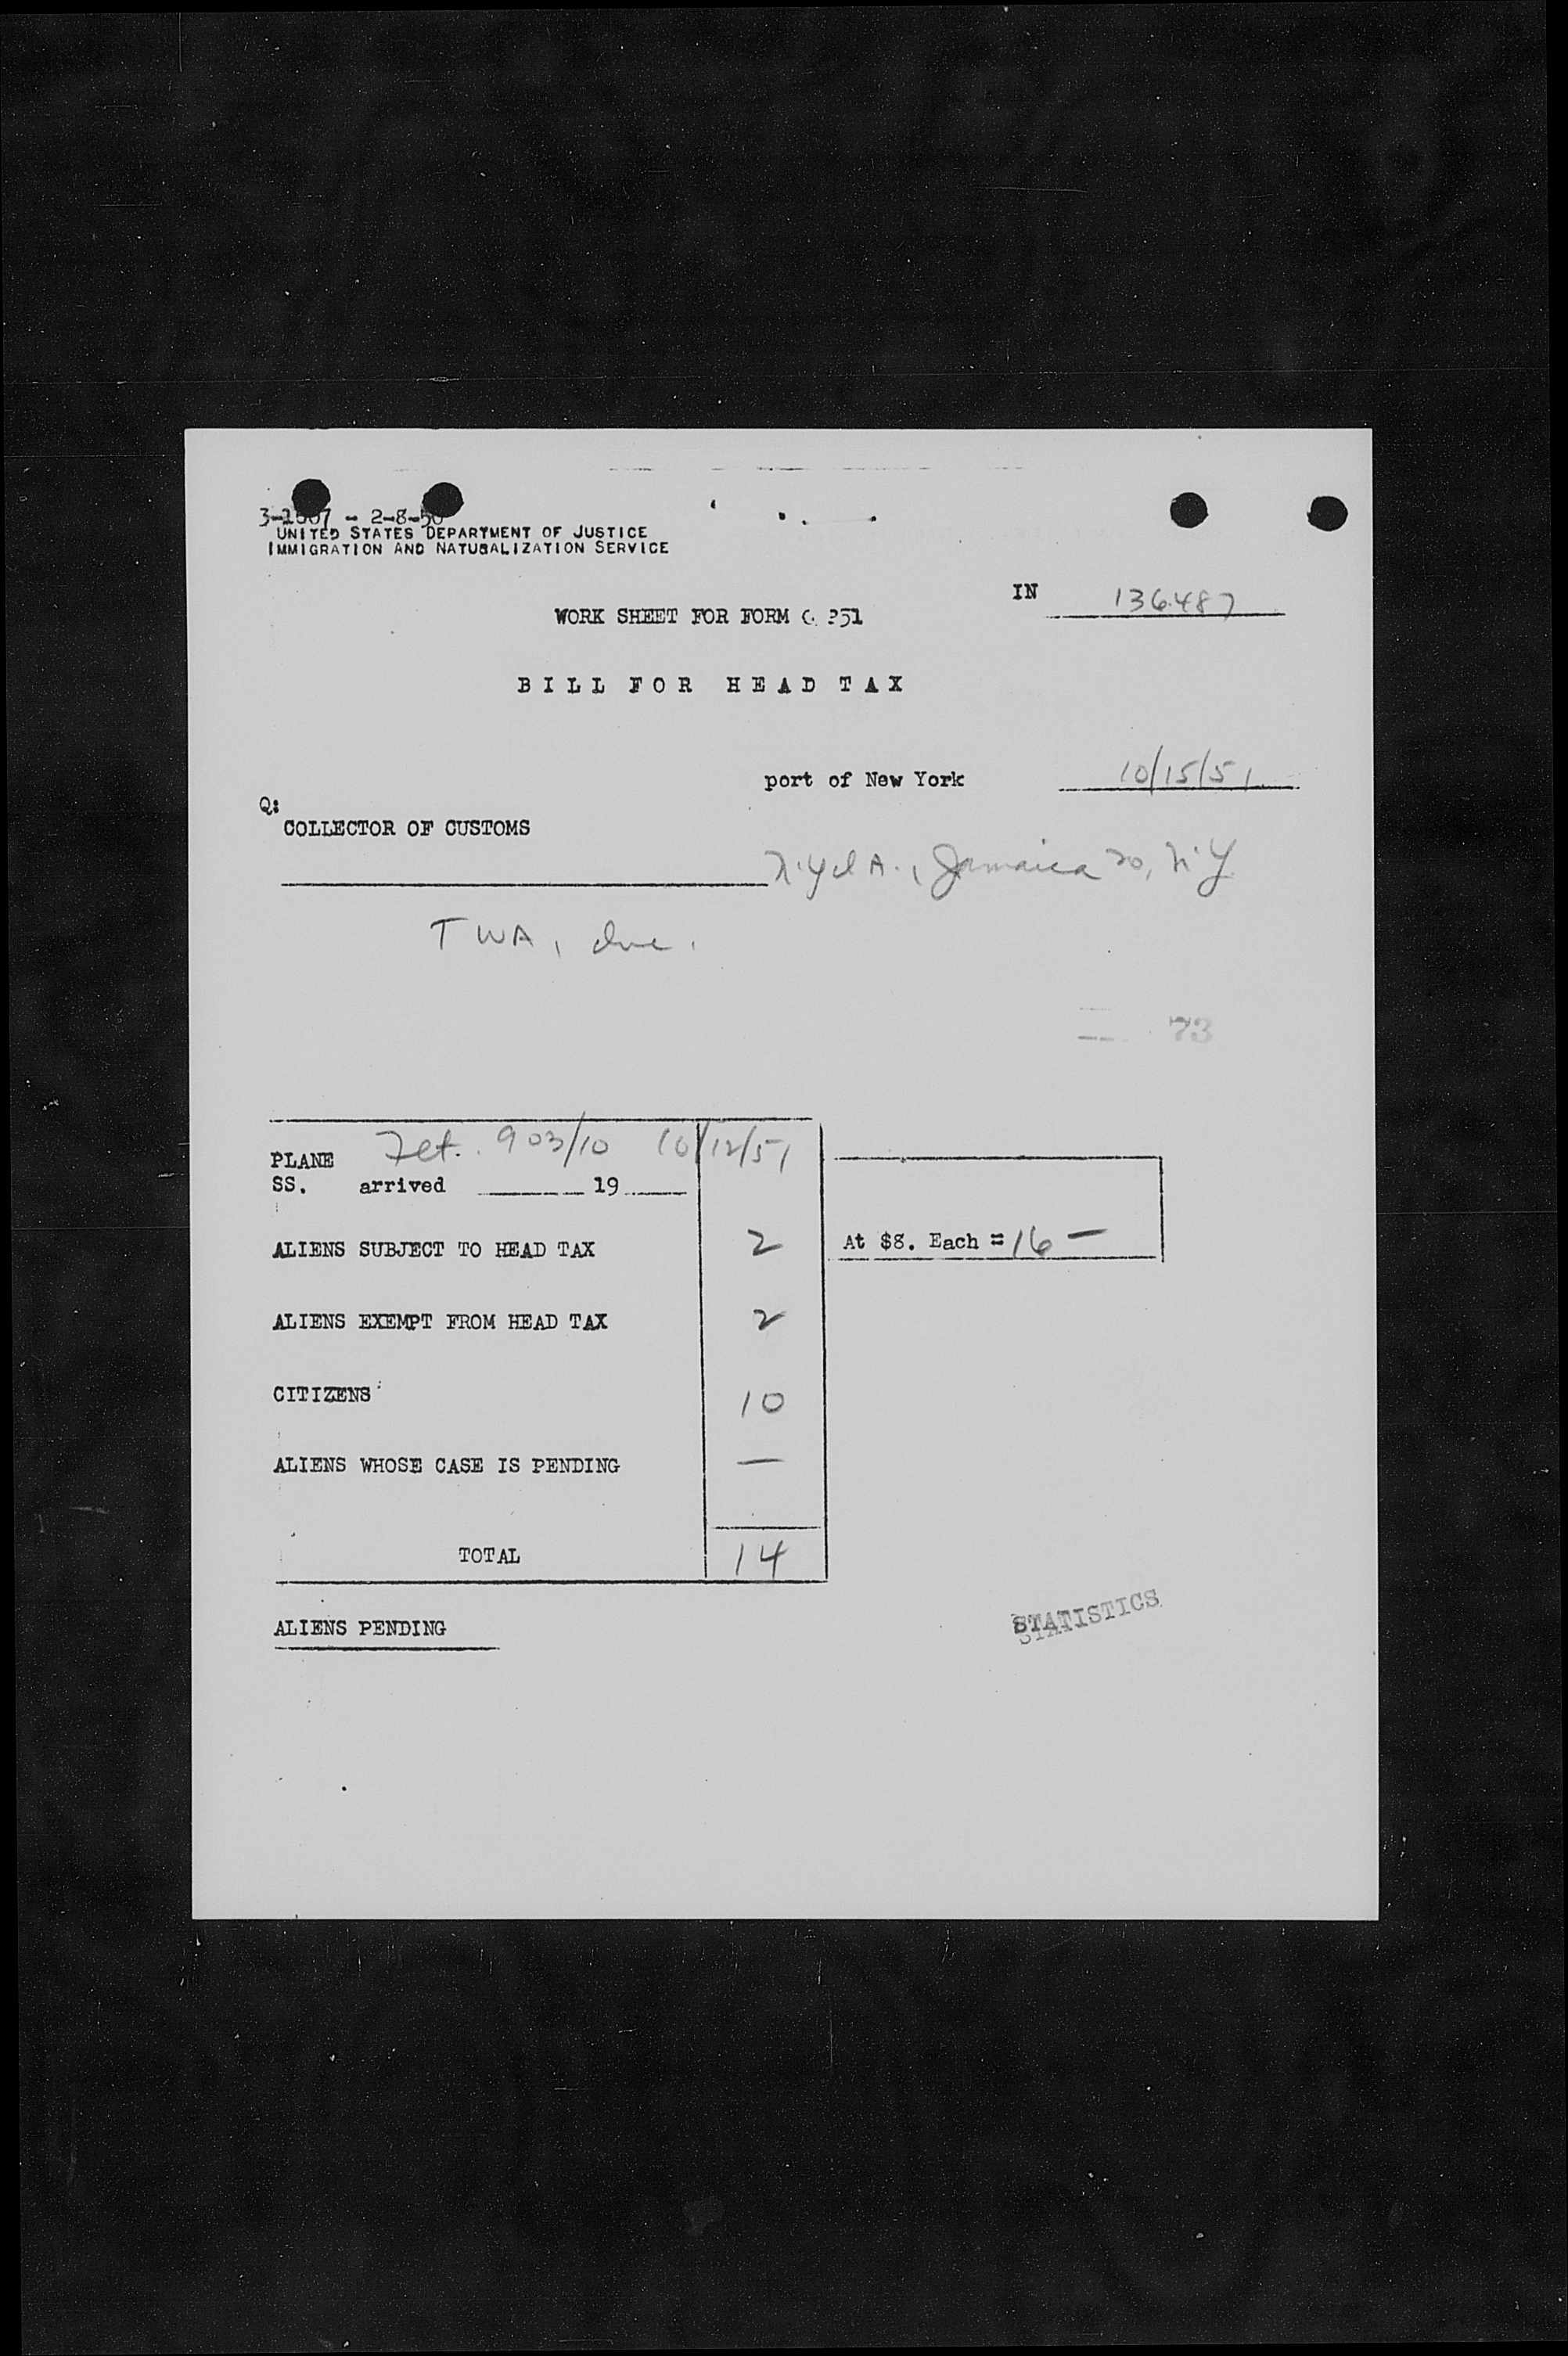 3-1507 - 2-8-50
UNITED STATES DEPARTMENT OF JUSTICE
IMMIGRATION AND NATURALIZATION SERVICE
IN 136487
WORK SHEET FOR FORM 251
BILL FOR HEAD TAX
port of New York 10/15/51
Q:
COLLECTOR OF CUSTOMS
Jamaica 20, N.Y.
TWA, Inc.
73
PLANE 903/10 10/12/51
SS. arrived 19
ALIENS SUBJECT TO HEAD TAX 2 At $8. Each = 16 —
ALIENS EXEMPT FROM HEAD TAX 2
CITIZENS 10
ALIENS WHOSE CASE IS PENDING —
TOTAL 14
STATISTICS
ALIENS PENDING